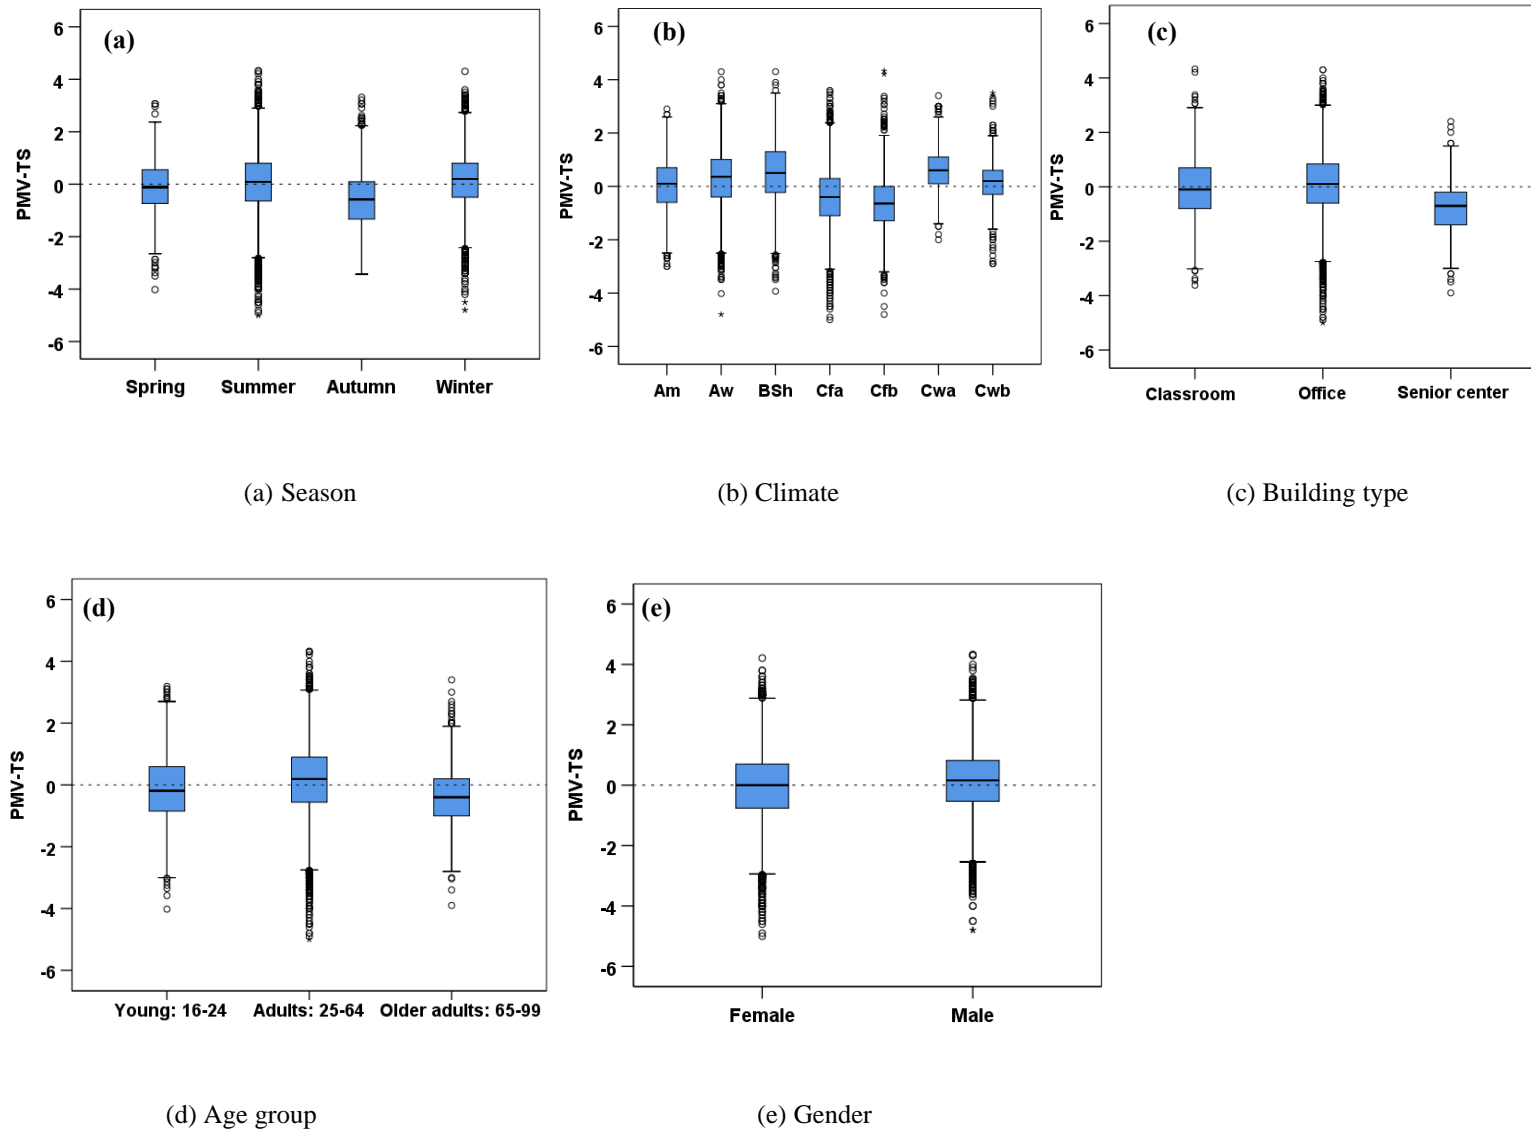 (a)
PMV-TS
6
4
2
0
-2
-4
-6
Spring Summer Autumn Winter
(b)
PMV-TS
6
4
2
0
-2
-4
-6
Am Aw BSh Cfa Cfb Cwa Cwb
(c)
PMV-TS
6
4
2
0
-2
-4
-6
Classroom Office Senior center
(a) Season
(b) Climate
(c) Building type
(d)
PMV-TS
6
4
2
0
-2
-4
-6
Young: 16-24 Adults: 25-64 Older adults: 65-99
(e)
PMV-TS
6
4
2
0
-2
-4
-6
Female Male
(d) Age group
(e) Gender